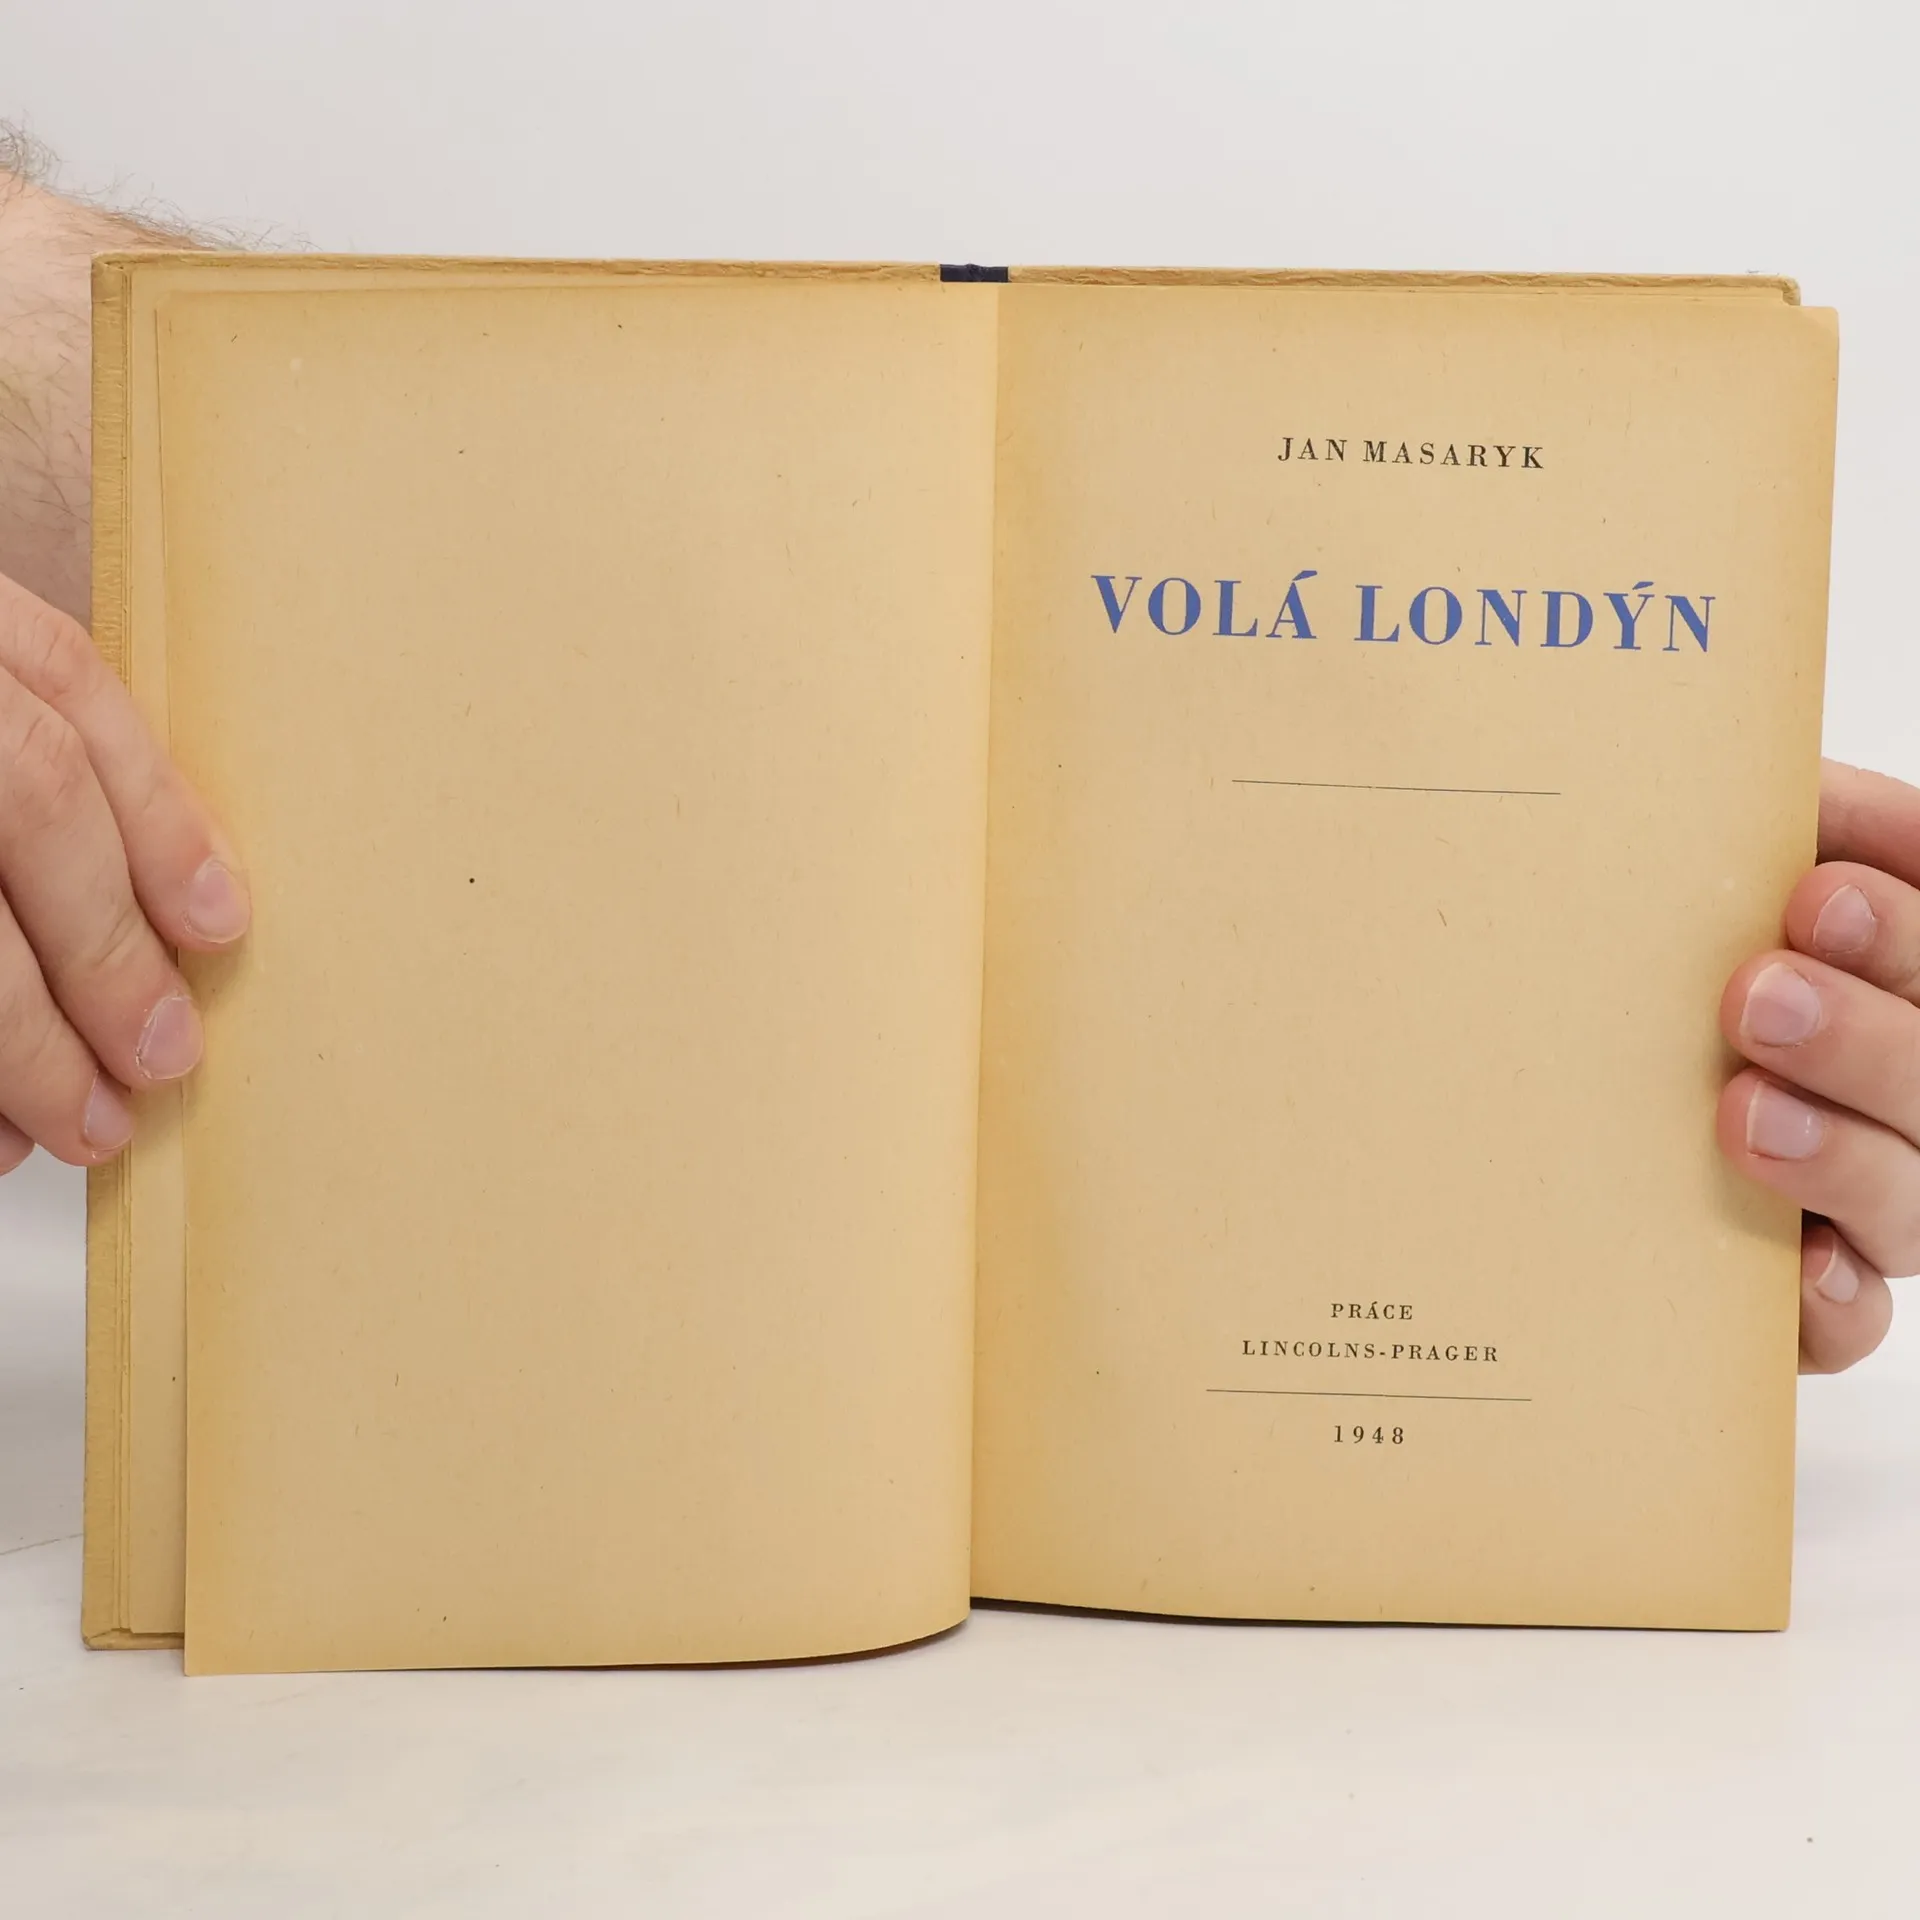 JAN MASARYK
VOLÁ LONDÝN
PRÁCE
LINCOLNS-PRAGER
1948